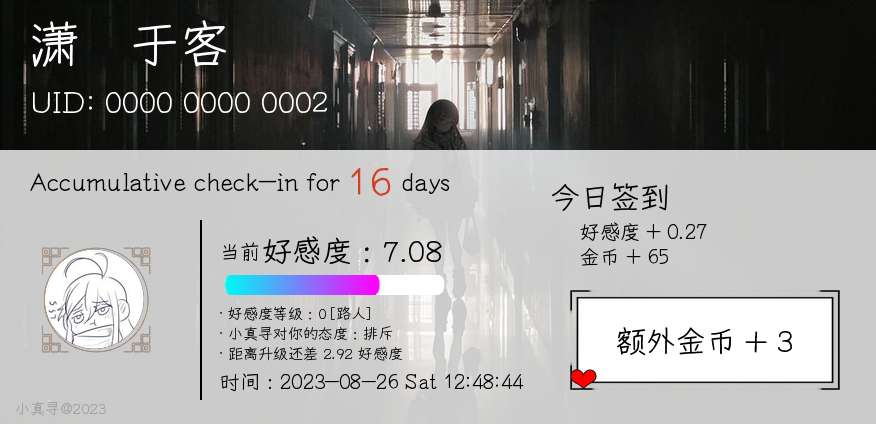 潇　于客
UID: 0000 0000 0002
Accumulative check-in for 16 days
当前好感度：7.08
· 好感度等级：0 [路人]
· 小真寻对你的态度：排斥
· 距离升级还差 2.92 好感度
时间：2023-08-26 Sat 12:48:44
今日签到
好感度 + 0.27
金币 + 65
额外金币 + 3
小真寻@2023